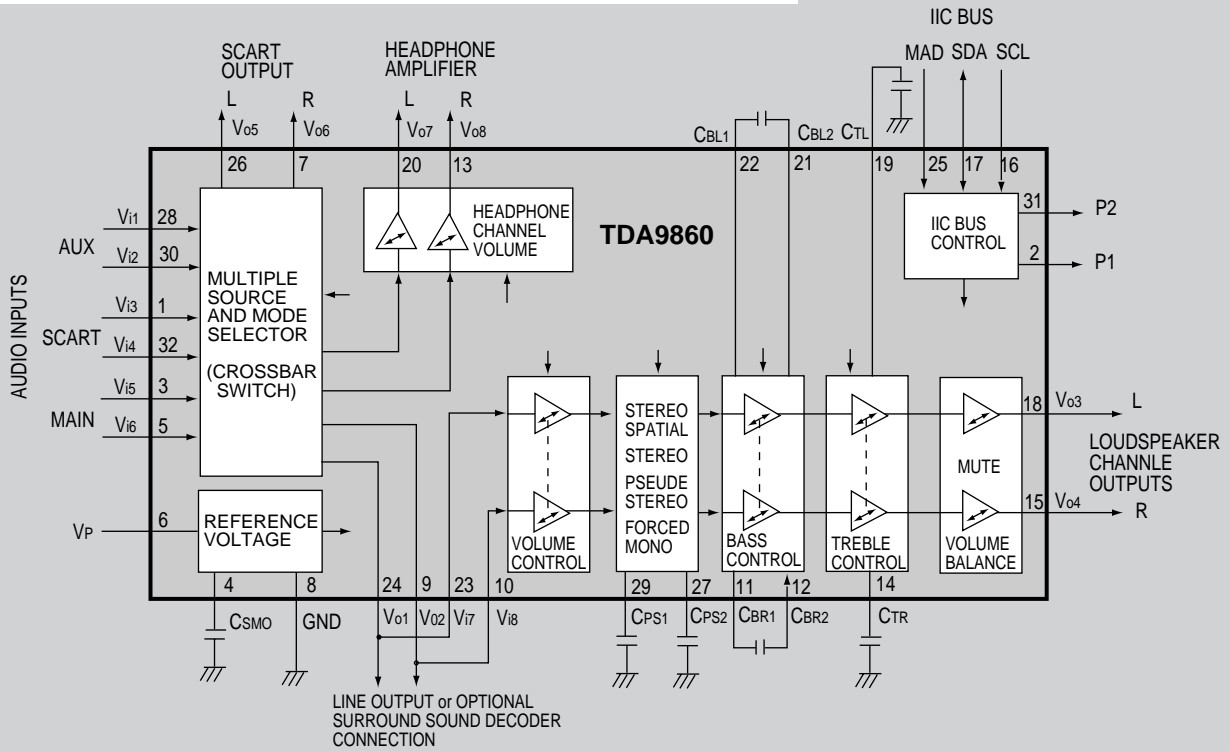 IIC BUS
SCART
OUTPUT
HEADPHONE
AMPLIFIER
MAD SDA SCL
L R L R
Vo5 Vo6 Vo7 Vo8
CBL1 CBL2 CTL
26 7 20 13 22 21 19 25 17 16
AUDIO INPUTS
AUX
Vi1 28
Vi2 30
Vi3 1
SCART
Vi4 32
Vi5 3
MAIN
Vi6 5
MULTIPLE
SOURCE
AND MODE
SELECTOR
(CROSSBAR
SWITCH)
HEADPHONE
CHANNEL
VOLUME
TDA9860
IIC BUS
CONTROL
31 P2
2 P1
VOLUME
CONTROL
STEREO
SPATIAL
STEREO
PSEUDE
STEREO
FORCED
MONO
BASS
CONTROL
TREBLE
CONTROL
MUTE
VOLUME
BALANCE
18 Vo3 L
LOUDSPEAKER
CHANNLE
OUTPUTS
15 Vo4 R
VP 6
REFERENCE
VOLTAGE
4 8 24 9 23 10 29 27 11 12 14
CSMO GND Vo1 V02 Vi7 Vi8 CPS1 CPS2 CBR1 CBR2 CTR
LINE OUTPUT or OPTIONAL
SURROUND SOUND DECODER
CONNECTION